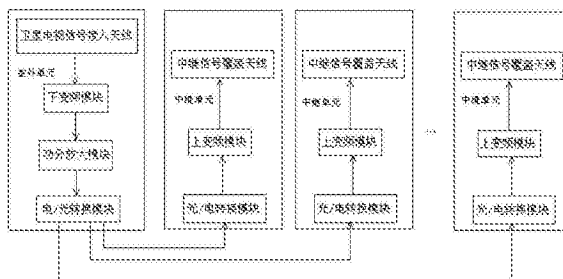 卫星电视信号接入天线
室外单元
下变频模块
功分放大模块
电/光转换模块
中继信号覆盖天线
中继单元
上变频模块
光/电转换模块
中继信号覆盖天线
中继单元
上变频模块
光/电转换模块
...
中继信号覆盖天线
中继单元
上变频模块
光/电转换模块